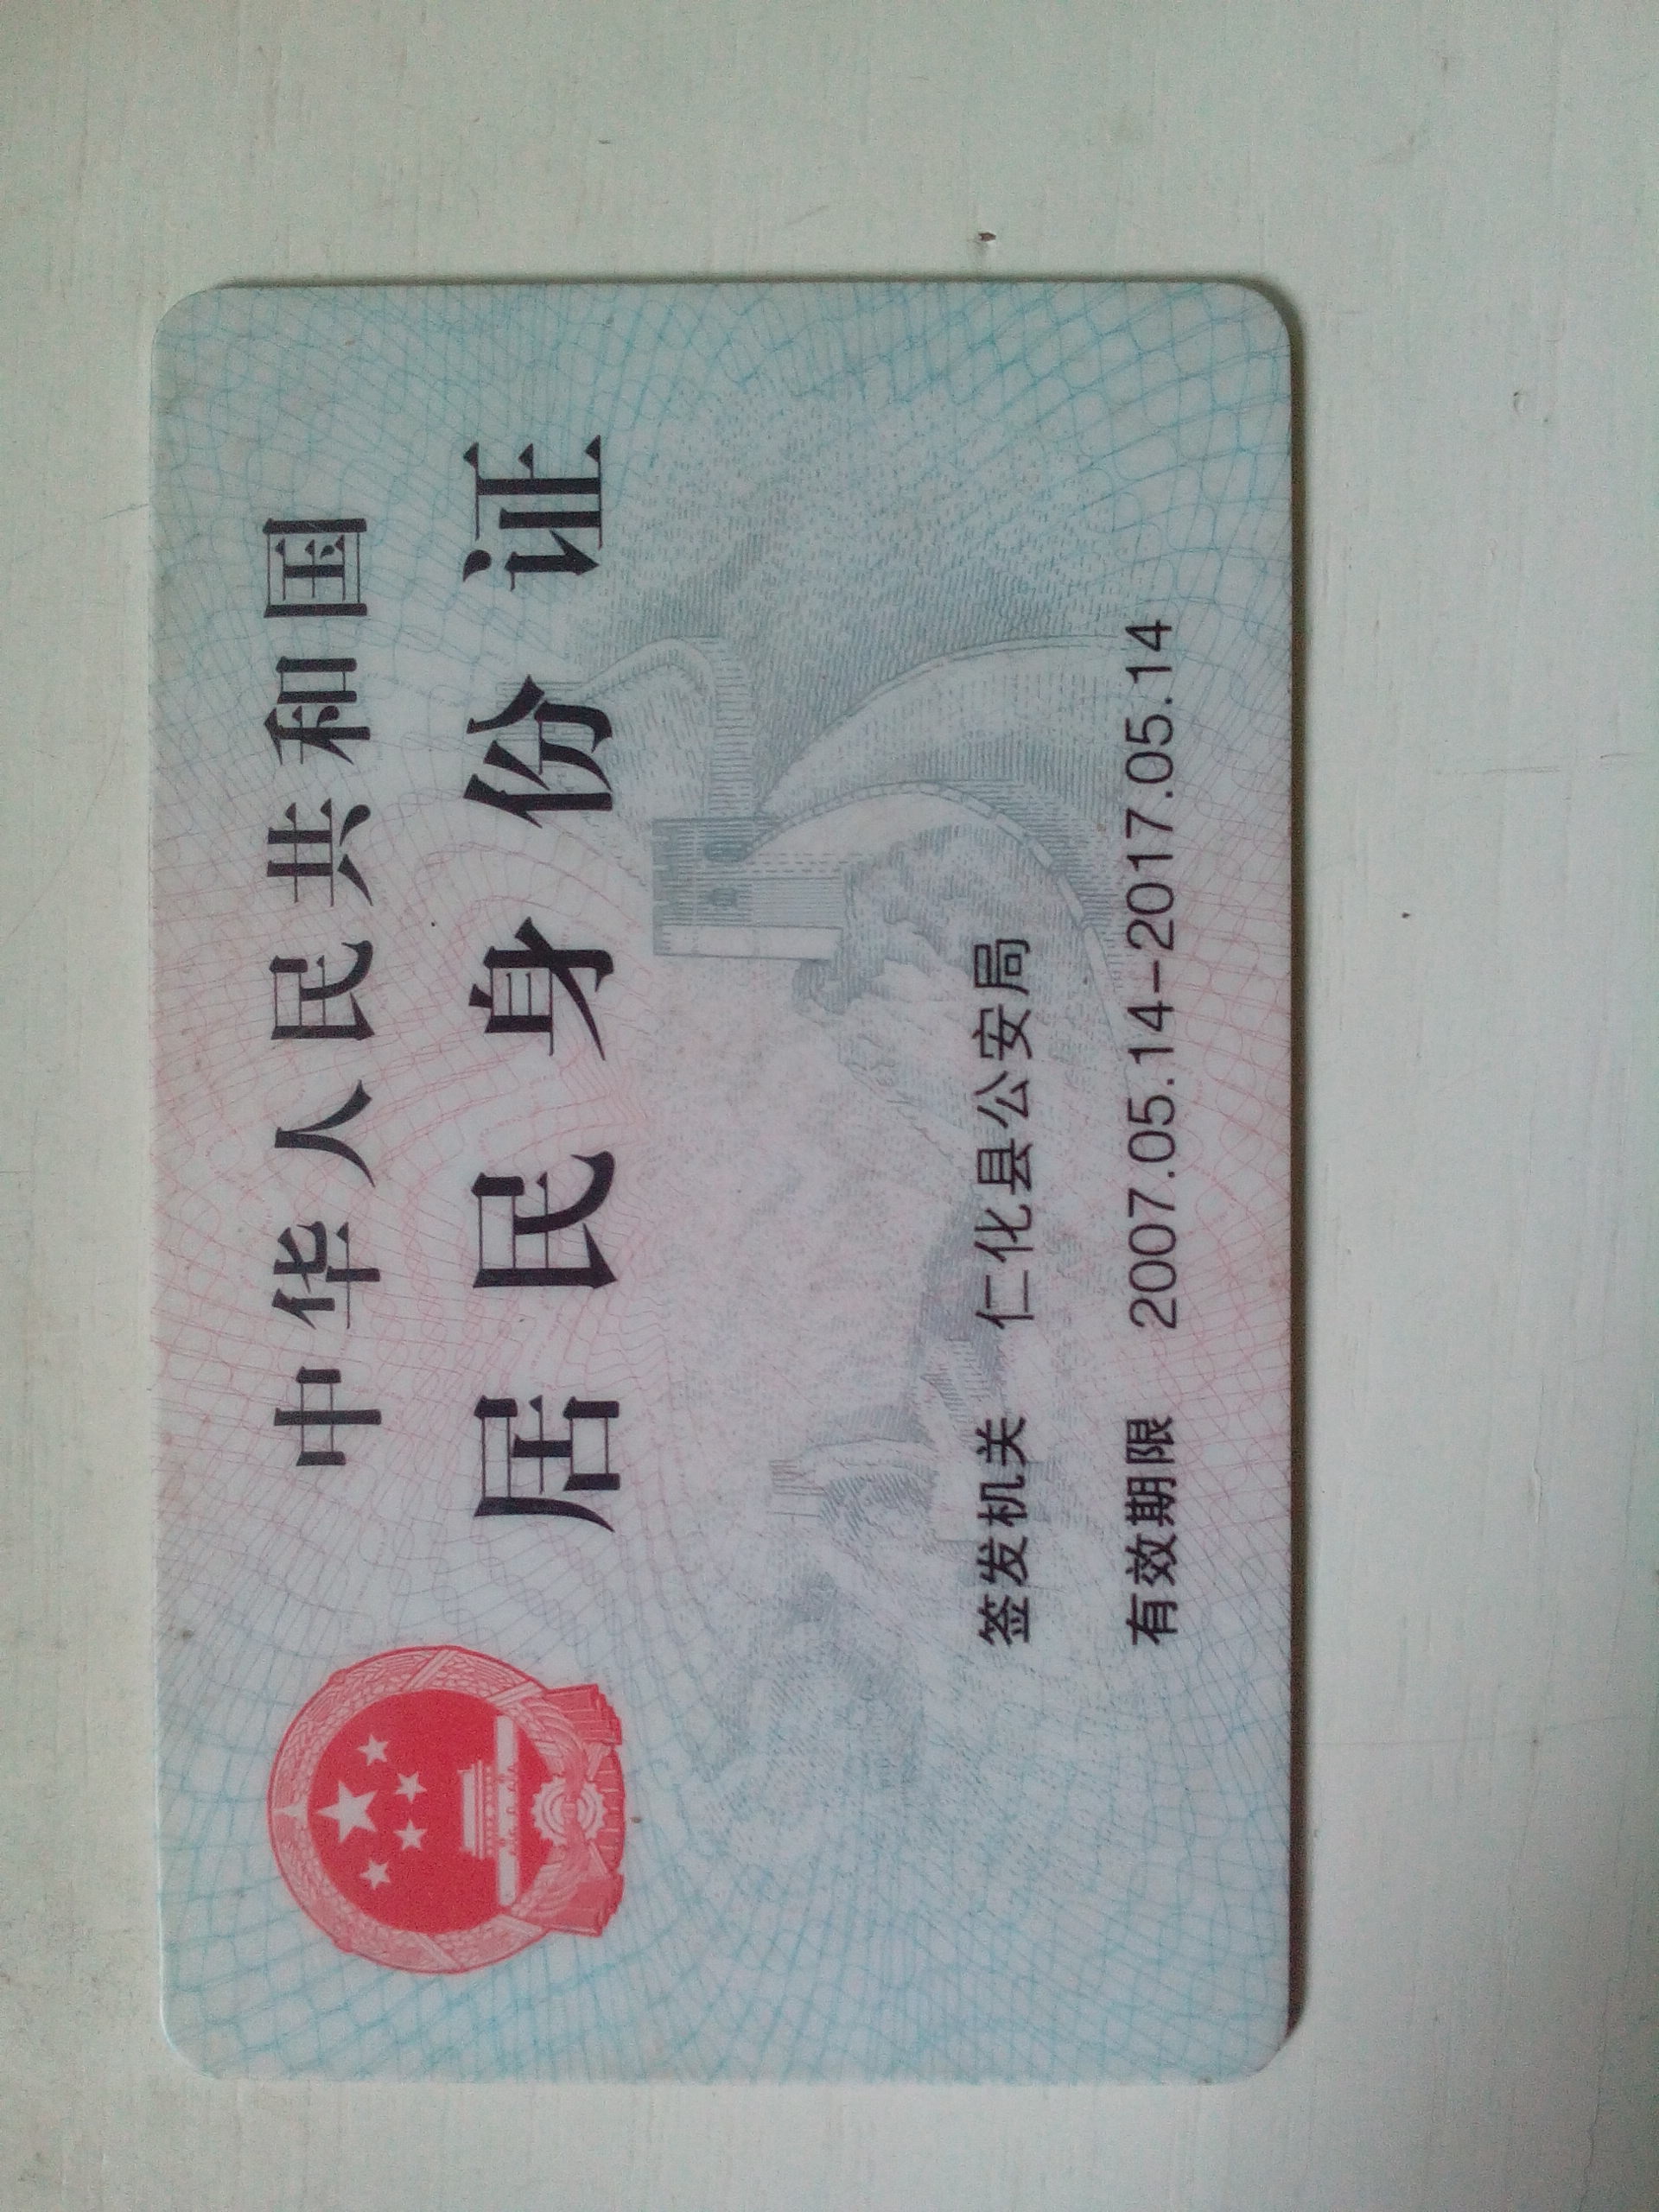 中华人民共和国
居民身份证
签发机关 仁化县公安局
有效期限 2007.05.14-2017.05.14